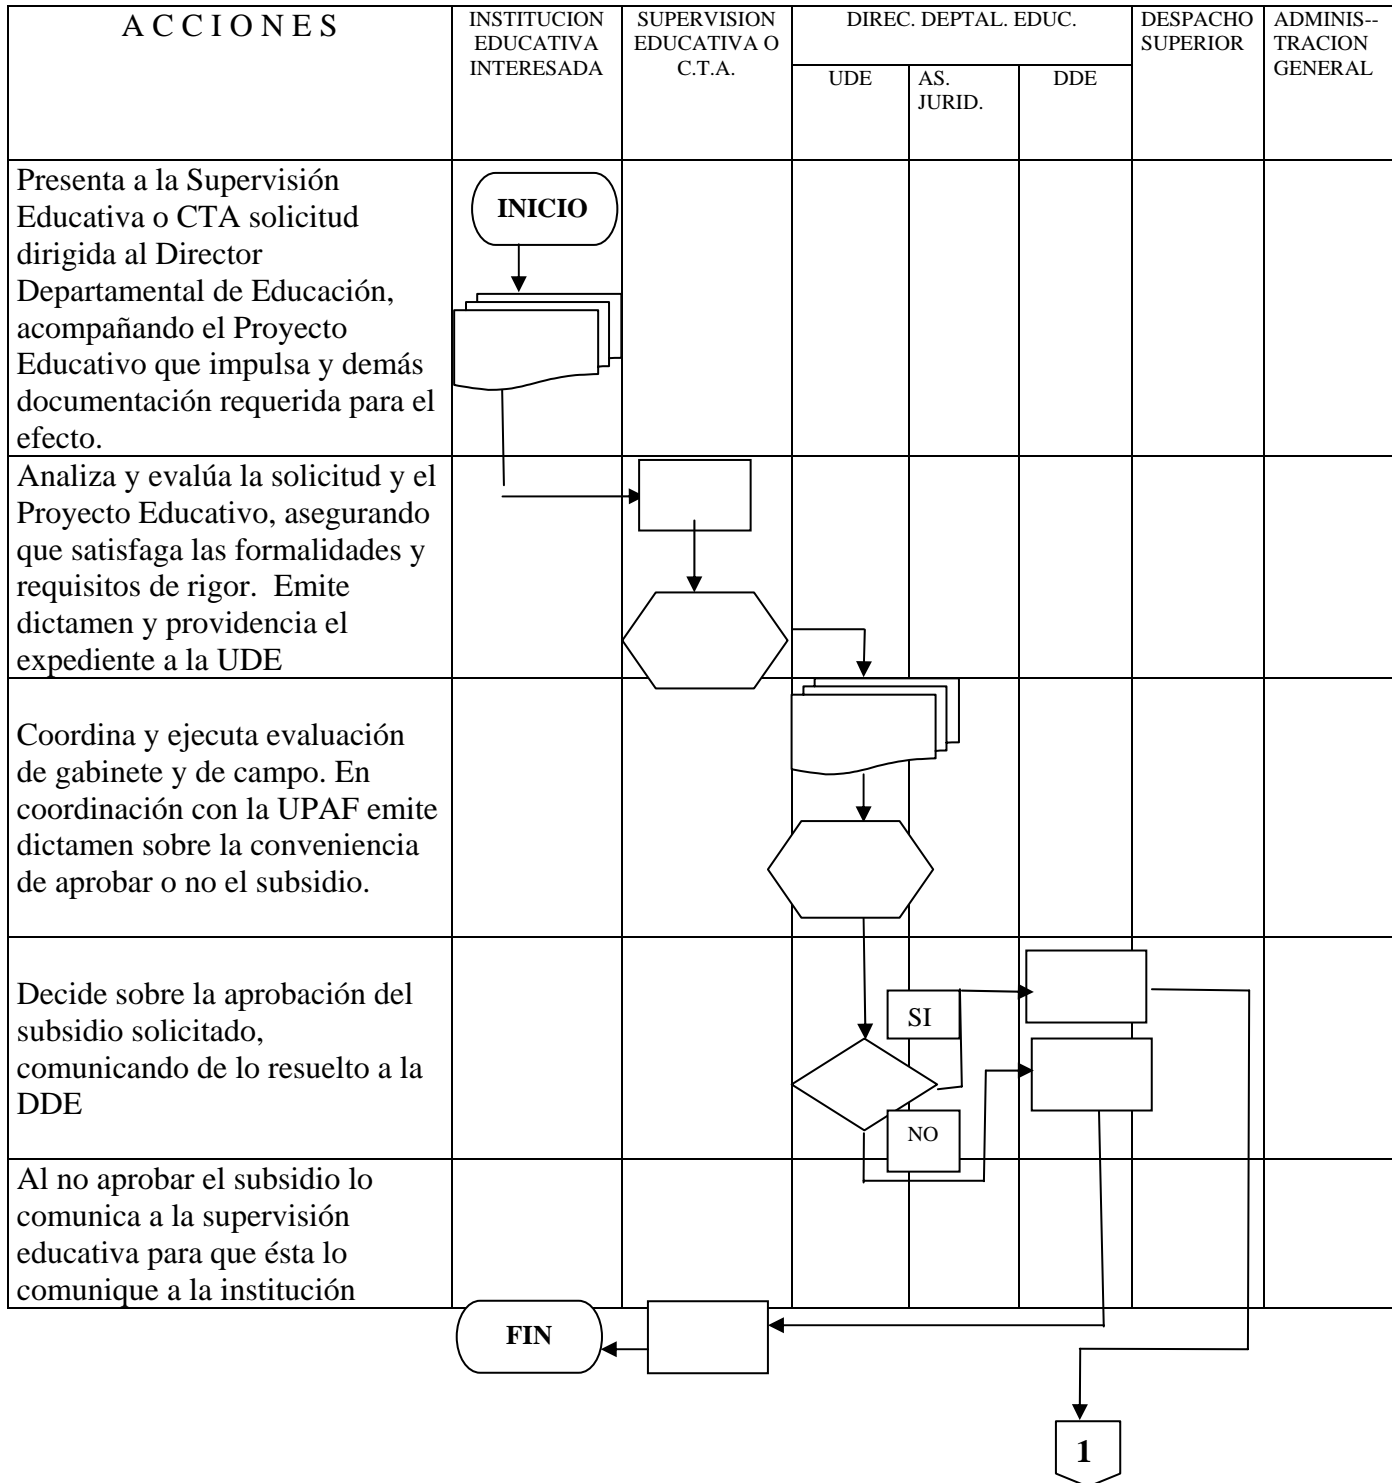 A C C I O N E S
INSTITUCION
EDUCATIVA
INTERESADA
SUPERVISION
EDUCATIVA O
C.T.A.
DIREC. DEPTAL. EDUC.
UDE
AS.
JURID.
DDE
DESPACHO
SUPERIOR
ADMINIS--
TRACION
GENERAL
Presenta a la Supervisión
Educativa o CTA solicitud
dirigida al Director
Departamental de Educación,
acompañando el Proyecto
Educativo que impulsa y demás
documentación requerida para el
efecto.
INICIO
Analiza y evalúa la solicitud y el
Proyecto Educativo, asegurando
que satisfaga las formalidades y
requisitos de rigor.  Emite
dictamen y providencia el
expediente a la UDE
Coordina y ejecuta evaluación
de gabinete y de campo. En
coordinación con la UPAF emite
dictamen sobre la conveniencia
de aprobar o no el subsidio.
Decide sobre la aprobación del
subsidio solicitado,
comunicando de lo resuelto a la
DDE
SI
NO
Al no aprobar el subsidio lo
comunica a la supervisión
educativa para que ésta lo
comunique a la institución
FIN
1